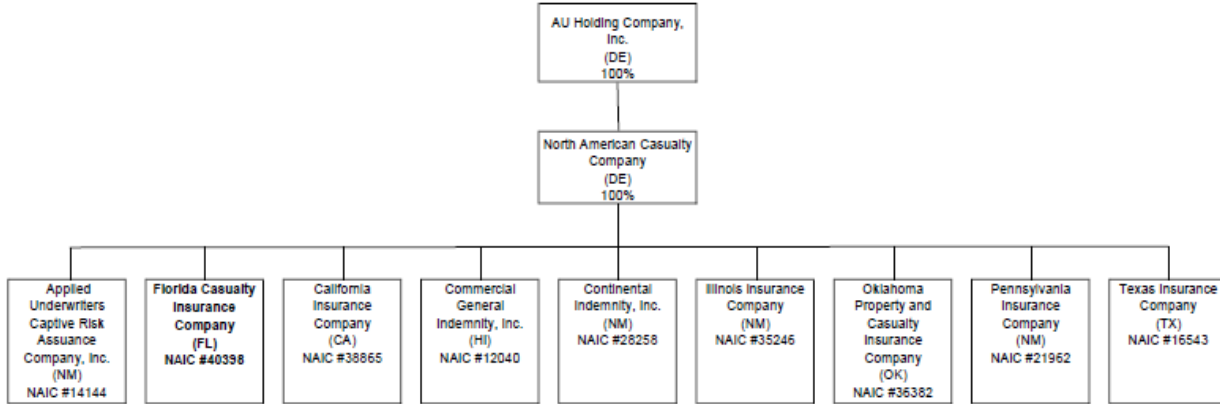 AU Holding Company,
Inc.
(DE)
100%
North American Casualty
Company
(DE)
100%
Applied
Underwriters
Captive Risk
Assuance
Company, Inc.
(NM)
NAIC #14144
Florida Casualty
Insurance
Company
(FL)
NAIC #40398
California
Insurance
Company
(CA)
NAIC #38865
Commercial
General
Indemnity, Inc.
(HI)
NAIC #12040
Continental
Indemnity, Inc.
(NM)
NAIC #28258
Illinois Insurance
Company
(NM)
NAIC #35246
Oklahoma
Property and
Casualty
Insurance
Company
(OK)
NAIC #36382
Pennsylvania
Insurance
Company
(NM)
NAIC #21962
Texas Insurance
Company
(TX)
NAIC #16543